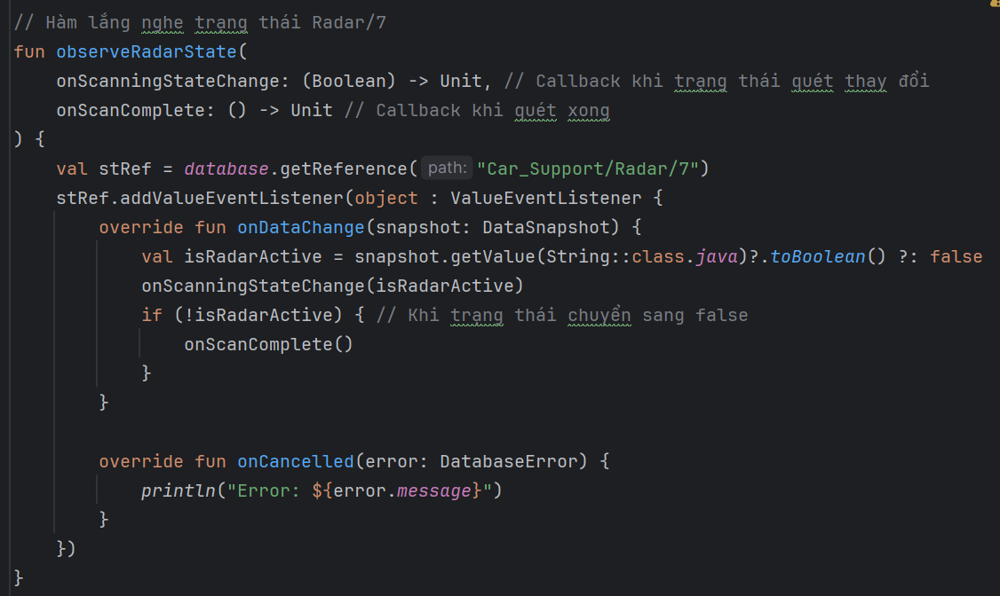 // Hàm lắng nghe trạng thái Radar/7
fun observeRadarState(
    onScanningStateChange: (Boolean) -> Unit, // Callback khi trạng thái quét thay đổi
    onScanComplete: () -> Unit // Callback khi quét xong
) {
    val stRef = database.getReference( path: "Car_Support/Radar/7")
    stRef.addValueEventListener(object : ValueEventListener {
        override fun onDataChange(snapshot: DataSnapshot) {
            val isRadarActive = snapshot.getValue(String::class.java)?.toBoolean() ?: false
            onScanningStateChange(isRadarActive)
            if (!isRadarActive) { // Khi trạng thái chuyển sang false
                onScanComplete()
            }
        }
        override fun onCancelled(error: DatabaseError) {
            println("Error: ${error.message}")
        }
    })
}